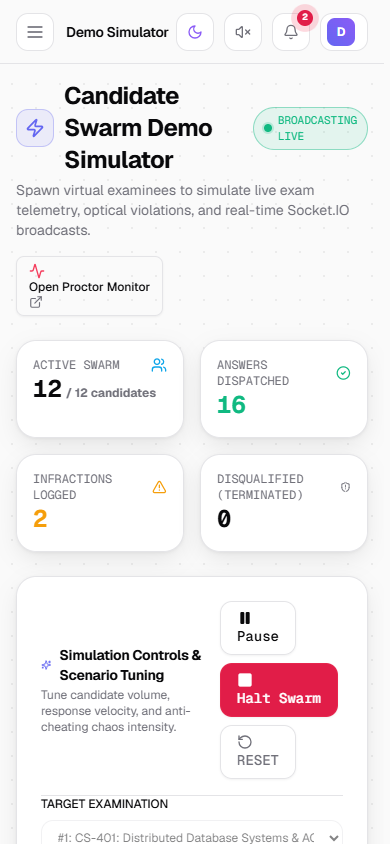 Demo Simulator
2
D
Candidate
Swarm Demo
Simulator
BROADCASTING
LIVE
Spawn virtual examinees to simulate live exam
telemetry, optical violations, and real-time Socket.IO
broadcasts.
Open Proctor Monitor
ACTIVE SWARM
12 / 12 candidates
ANSWERS
DISPATCHED
16
INFRACTIONS
LOGGED
2
DISQUALIFIED
(TERMINATED)
0
Simulation Controls &
Scenario Tuning
Tune candidate volume,
response velocity, and anti-
cheating chaos intensity.
Pause
Halt Swarm
RESET
TARGET EXAMINATION
#1: CS-401: Distributed Database Systems &